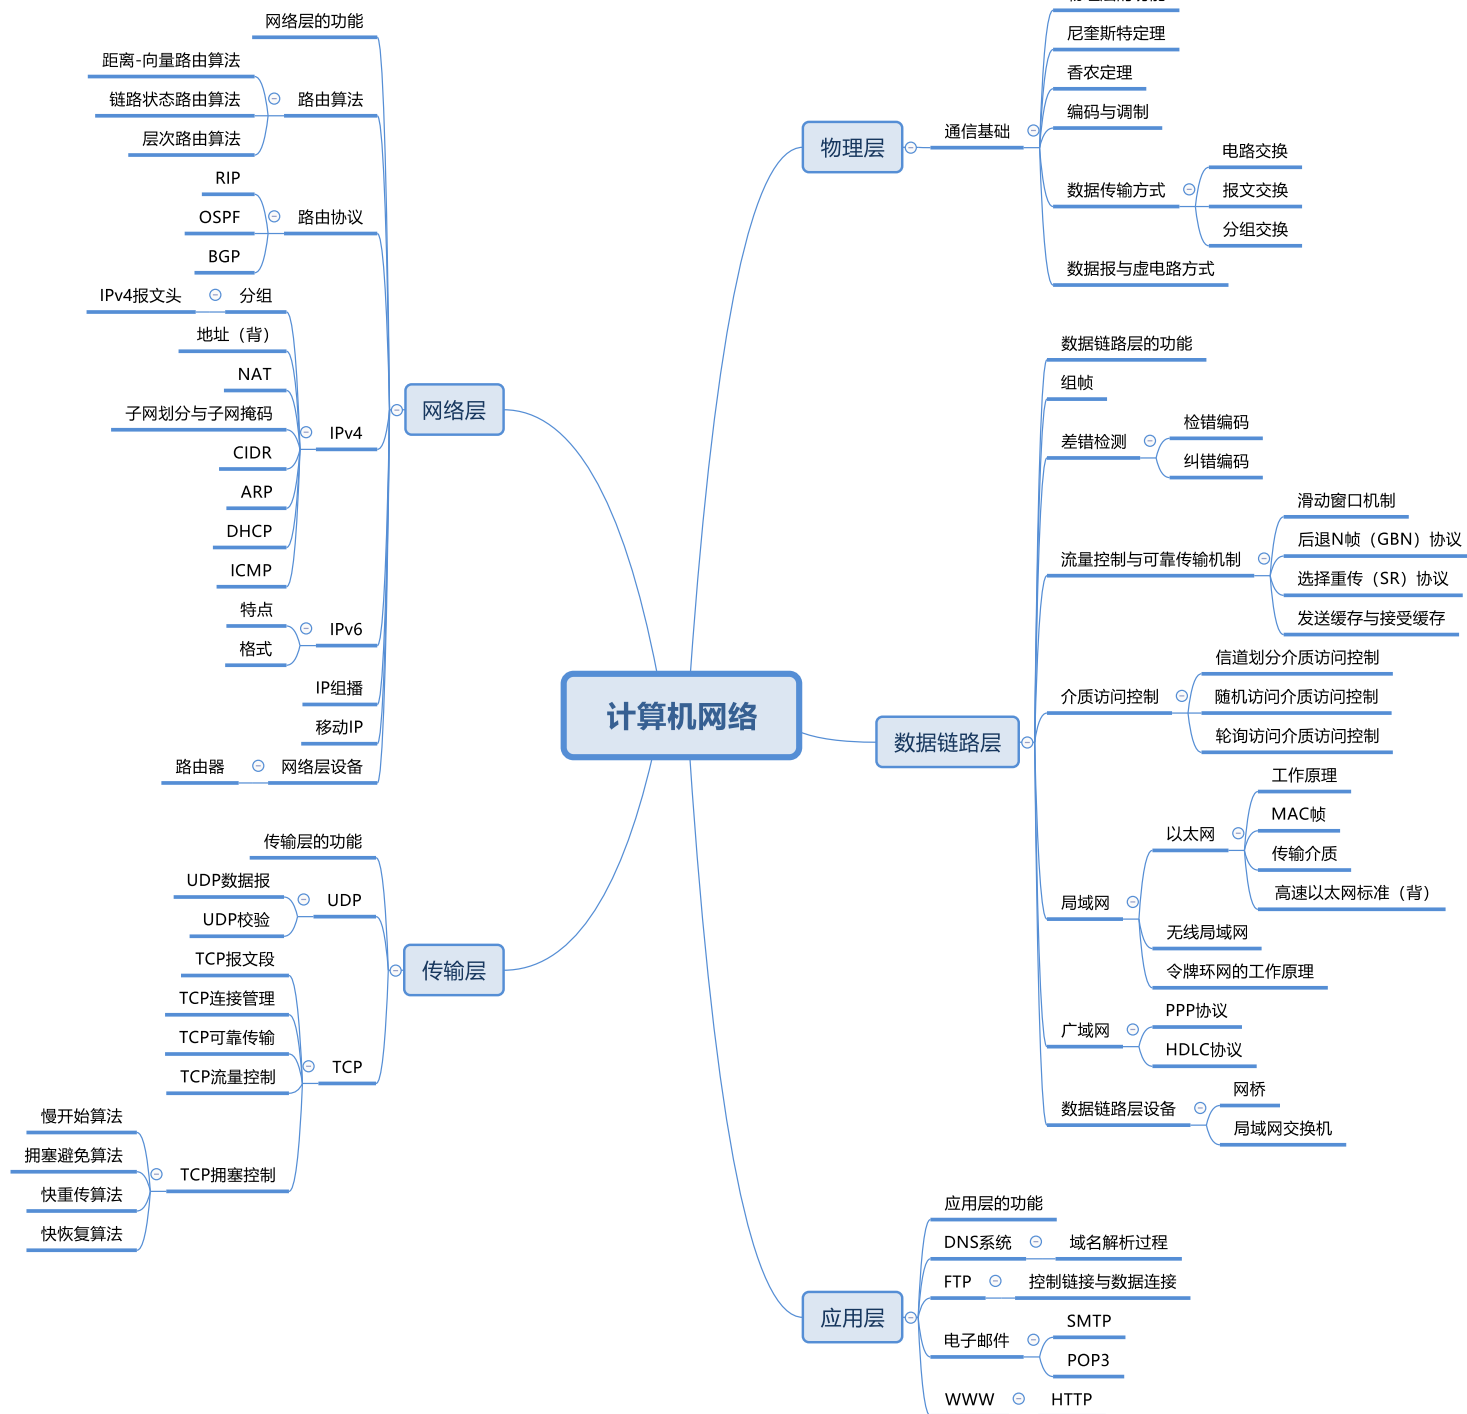 计算机网络
物理层
通信基础
尼奎斯特定理
香农定理
编码与调制
数据传输方式
电路交换
报文交换
分组交换
数据报与虚电路方式
数据链路层
数据链路层的功能
组帧
差错检测
检错编码
纠错编码
流量控制与可靠传输机制
滑动窗口机制
后退N帧（GBN）协议
选择重传（SR）协议
发送缓存与接受缓存
介质访问控制
信道划分介质访问控制
随机访问介质访问控制
轮询访问介质访问控制
局域网
以太网
工作原理
MAC帧
传输介质
高速以太网标准（背）
无线局域网
令牌环网的工作原理
广域网
PPP协议
HDLC协议
数据链路层设备
网桥
局域网交换机
网络层
网络层的功能
路由算法
距离-向量路由算法
链路状态路由算法
层次路由算法
路由协议
RIP
OSPF
BGP
IPv4
分组
IPv4报文头
地址（背）
NAT
子网划分与子网掩码
CIDR
ARP
DHCP
ICMP
IPv6
特点
格式
IP组播
移动IP
网络层设备
路由器
传输层
传输层的功能
UDP
UDP数据报
UDP校验
TCP
TCP报文段
TCP连接管理
TCP可靠传输
TCP流量控制
TCP拥塞控制
慢开始算法
拥塞避免算法
快重传算法
快恢复算法
应用层
应用层的功能
DNS系统
域名解析过程
FTP
控制链接与数据连接
电子邮件
SMTP
POP3
WWW
HTTP